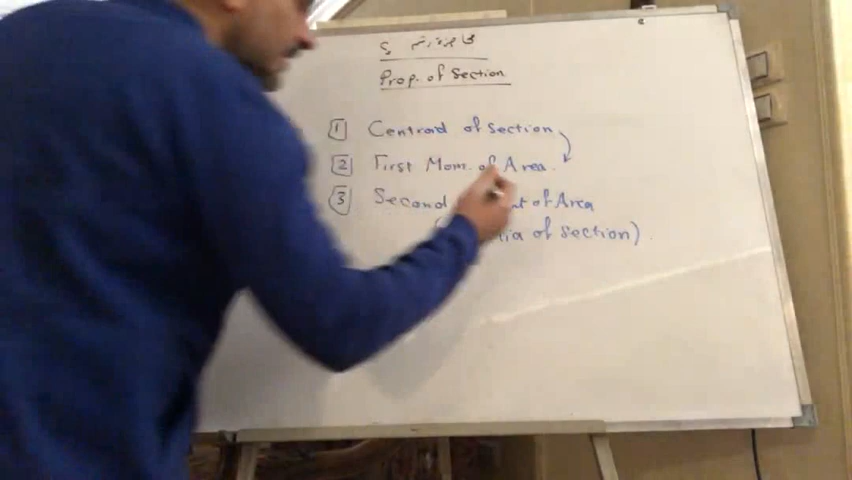 Prop. of Section
1 Centroid of section
2 First Mom. of Area.
3 Second of Area
of section)